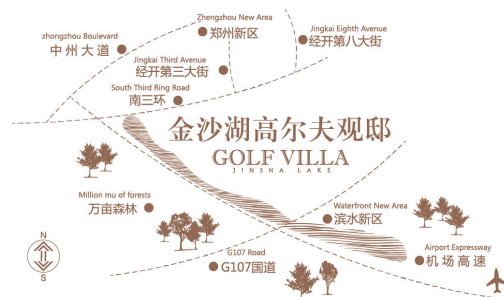 Zhengzhou New Area
郑州新区
zhongzhou Boulevard
中州大道
Jingkai Eighth Avenue
经开第八大街
Jingkai Third Avenue
经开第三大街
South Third Ring Road
南三环
金沙湖高尔夫观邸
GOLF VILLA
JINSHA LAKE
Million mu of forests
万亩森林
Waterfront New Area
滨水新区
G107 Road
G107国道
Airport Expressway
机场高速
N
S